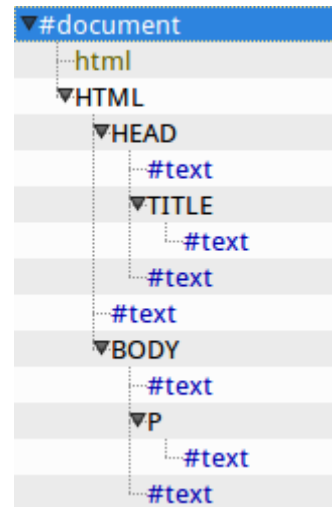 #document
html
HTML
HEAD
#text
TITLE
#text
#text
#text
BODY
#text
P
#text
#text